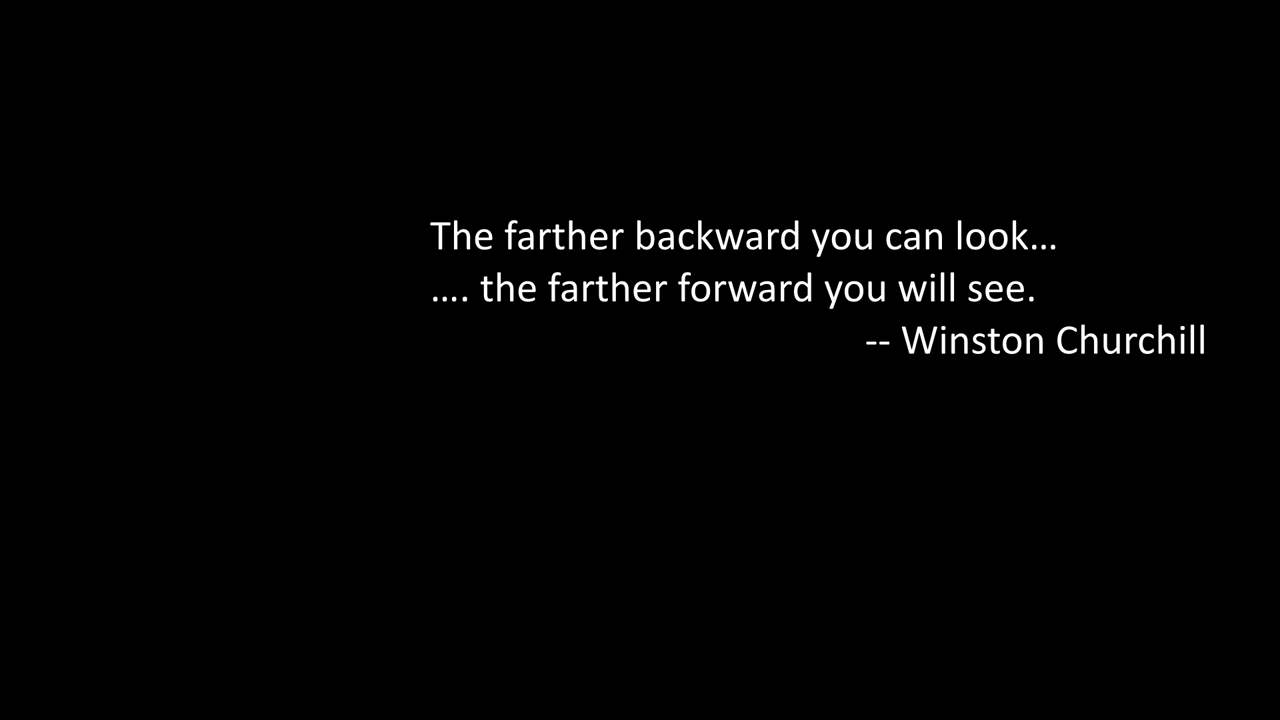 The farther backward you can look…
…. the farther forward you will see.
-- Winston Churchill